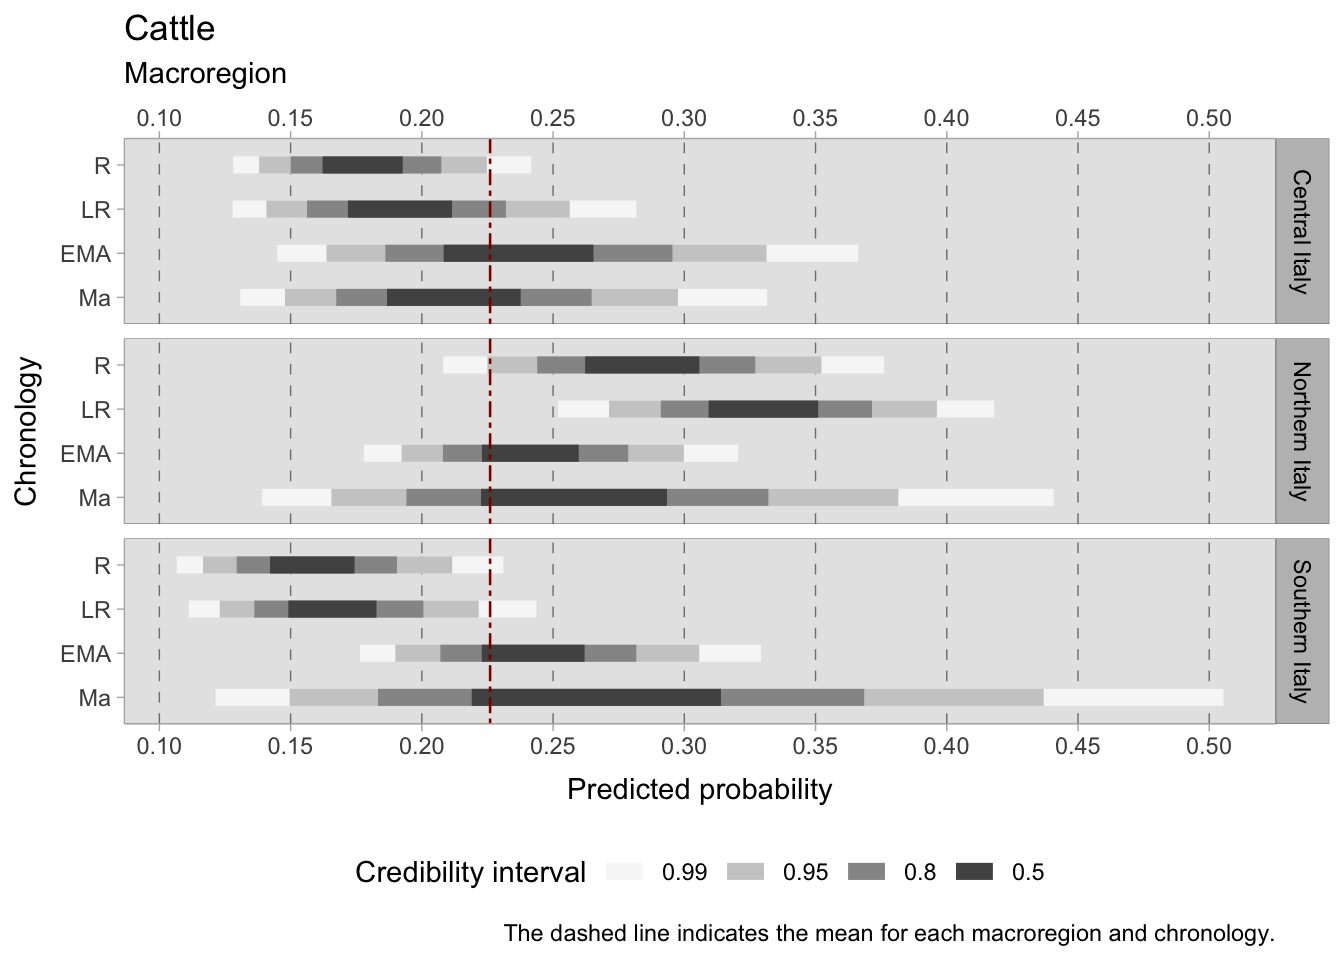 Cattle
Macroregion
0.10 0.15 0.20 0.25 0.30 0.35 0.40 0.45 0.50
Chronology
R
LR
EMA
Ma
Central Italy
R
LR
EMA
Ma
Northern Italy
R
LR
EMA
Ma
Southern Italy
0.10 0.15 0.20 0.25 0.30 0.35 0.40 0.45 0.50
Predicted probability
Credibility interval 0.99 0.95 0.8 0.5
The dashed line indicates the mean for each macroregion and chronology.